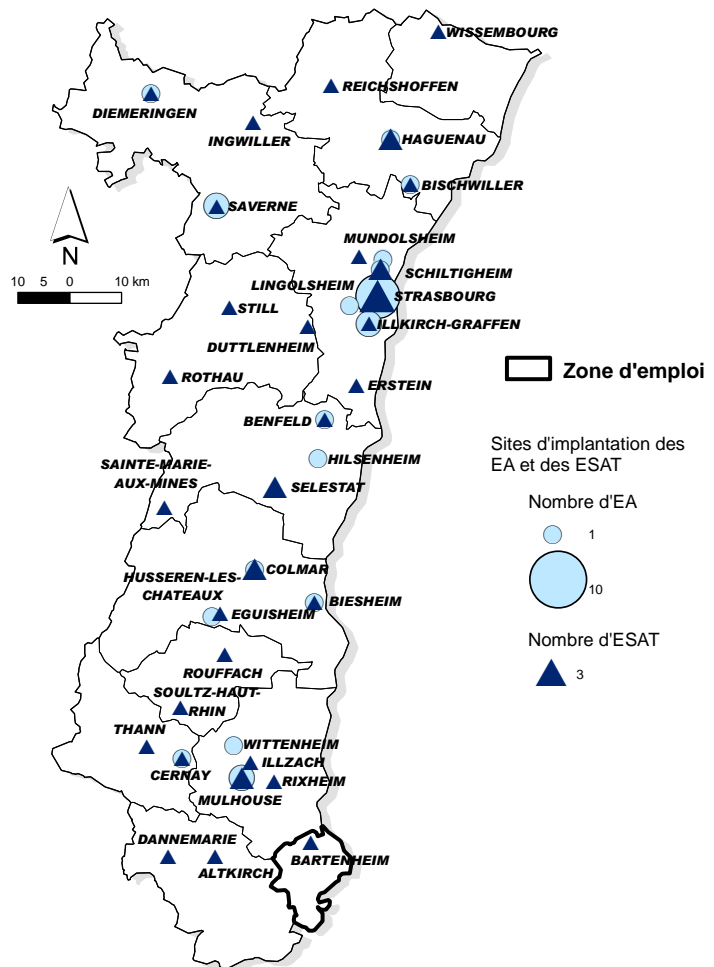 WISSEMBOURG
REICHSHOFFEN
DIEMERINGEN
INGWILLER
HAGUENAU
BISCHWILLER
SAVERNE
N
10 5 0 10 km
MUNDOLSHEIM
SCHILTIGHEIM
LINGOLSHEIM
STRASBOURG
STILL
ILLKIRCH-GRAFFEN
DUTTLENHEIM
ROTHAU
ERSTEIN
Zone d'emploi
BENFELD
HILSENHEIM
SAINTE-MARIE-
AUX-MINES
SELESTAT
Sites d'implantation des
EA et des ESAT
Nombre d'EA
1
10
Nombre d'ESAT
3
COLMAR
HUSSEREN-LES-
CHATEAUX
BIESHEIM
EGUISHEIM
ROUFFACH
SOULTZ-HAUT-
RHIN
THANN
WITTENHEIM
ILLZACH
CERNAY
RIXHEIM
MULHOUSE
DANNEMARIE
BARTENHEIM
ALTKIRCH